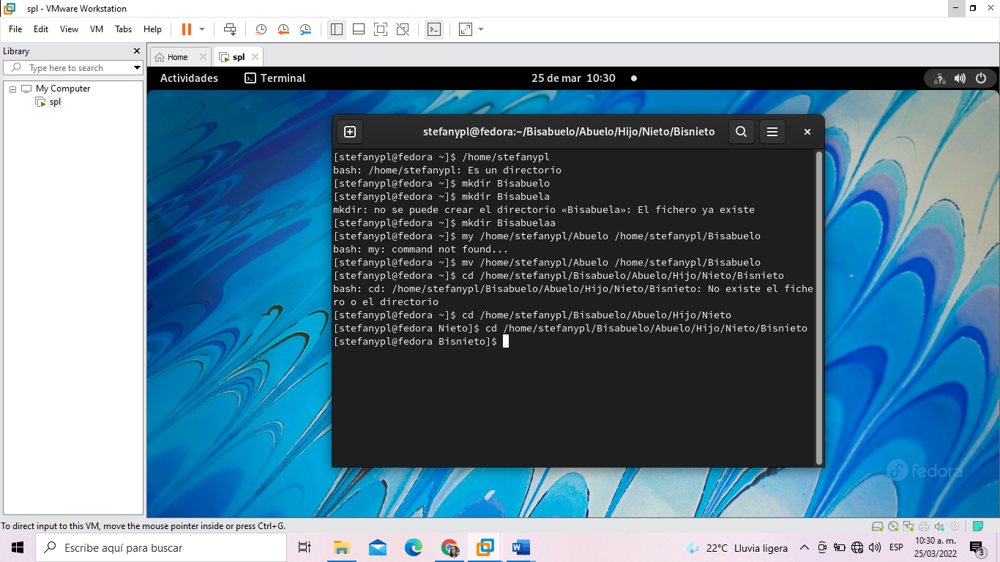 spl - VMware Workstation
File Edit View VM Tabs Help
Library
Type here to search
My Computer
spl
Home
spl
Actividades
Terminal
25 de mar 10:30
stefanypl@fedora:~/Bisabuelo/Abuelo/Hijo/Nieto/Bisnieto
[stefanypl@fedora ~]$ /home/stefanypl
bash: /home/stefanypl: Es un directorio
[stefanypl@fedora ~]$ mkdir Bisabuelo
[stefanypl@fedora ~]$ mkdir Bisabuela
mkdir: no se puede crear el directorio «Bisabuela»: El fichero ya existe
[stefanypl@fedora ~]$ mkdir Bisabuelaa
[stefanypl@fedora ~]$ my /home/stefanypl/Abuelo /home/stefanypl/Bisabuelo
bash: my: command not found...
[stefanypl@fedora ~]$ mv /home/stefanypl/Abuelo /home/stefanypl/Bisabuelo
[stefanypl@fedora ~]$ cd /home/stefanypl/Bisabuelo/Abuelo/Hijo/Nieto/Bisnieto
bash: cd: /home/stefanypl/Bisabuelo/Abuelo/Hijo/Nieto/Bisnieto: No existe el fiche
ro o el directorio
[stefanypl@fedora ~]$ cd /home/stefanypl/Bisabuelo/Abuelo/Hijo/Nieto
[stefanypl@fedora Nieto]$ cd /home/stefanypl/Bisabuelo/Abuelo/Hijo/Nieto/Bisnieto
[stefanypl@fedora Bisnieto]$
fedora
To direct input to this VM, move the mouse pointer inside or press Ctrl+G.
Escribe aquí para buscar
22°C Lluvia ligera
ESP
10:30 a. m.
25/03/2022
3